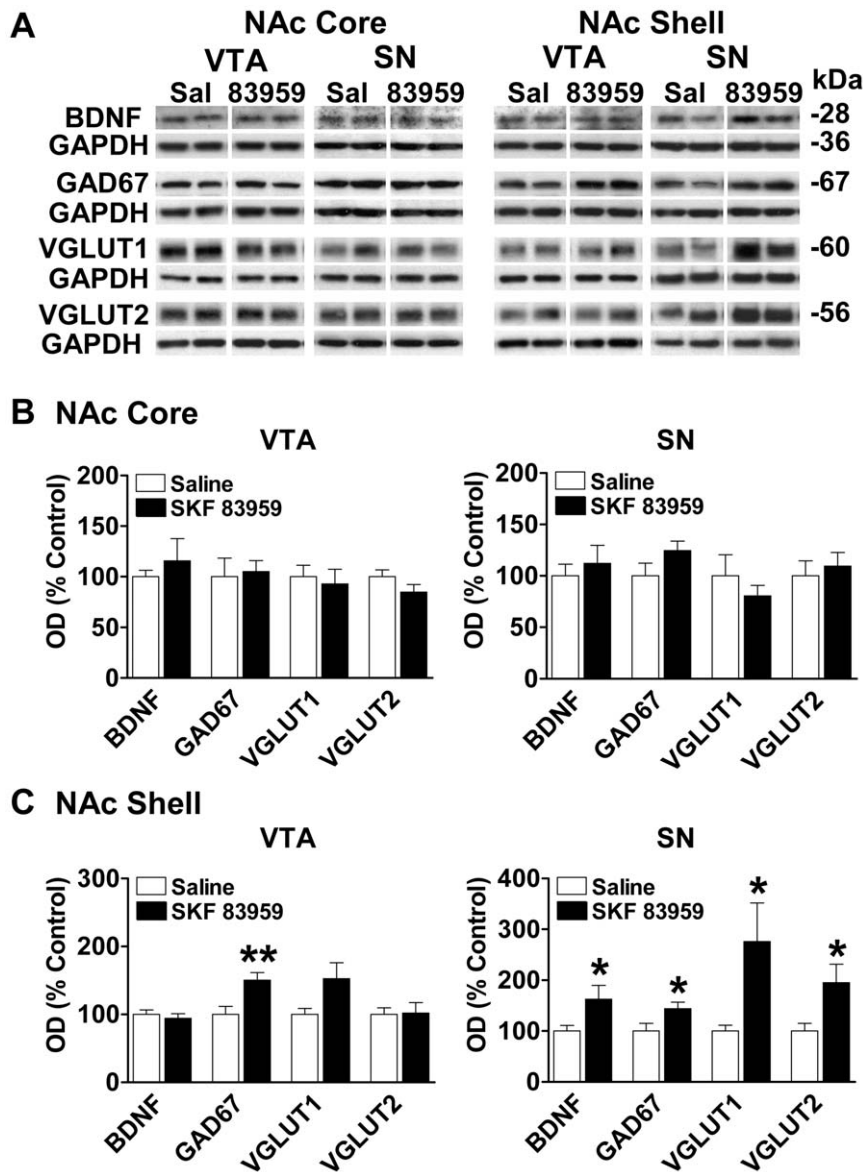 A NAc Core NAc Shell
VTA SN VTA SN kDa
Sal 83959 Sal 83959 Sal 83959 Sal 83959
BDNF -28
GAPDH -36
GAD67 -67
GAPDH
VGLUT1 -60
GAPDH
VGLUT2 -56
GAPDH
B NAc Core
VTA
OD (% Control)
200
150
100
50
0
Saline
SKF 83959
BDNF GAD67 VGLUT1 VGLUT2
SN
OD (% Control)
200
150
100
50
0
Saline
SKF 83959
BDNF GAD67 VGLUT1 VGLUT2
C NAc Shell
VTA
OD (% Control)
300
200
100
0
Saline
SKF 83959
**
BDNF GAD67 VGLUT1 VGLUT2
SN
OD (% Control)
400
300
200
100
0
Saline
SKF 83959
* * * *
BDNF GAD67 VGLUT1 VGLUT2